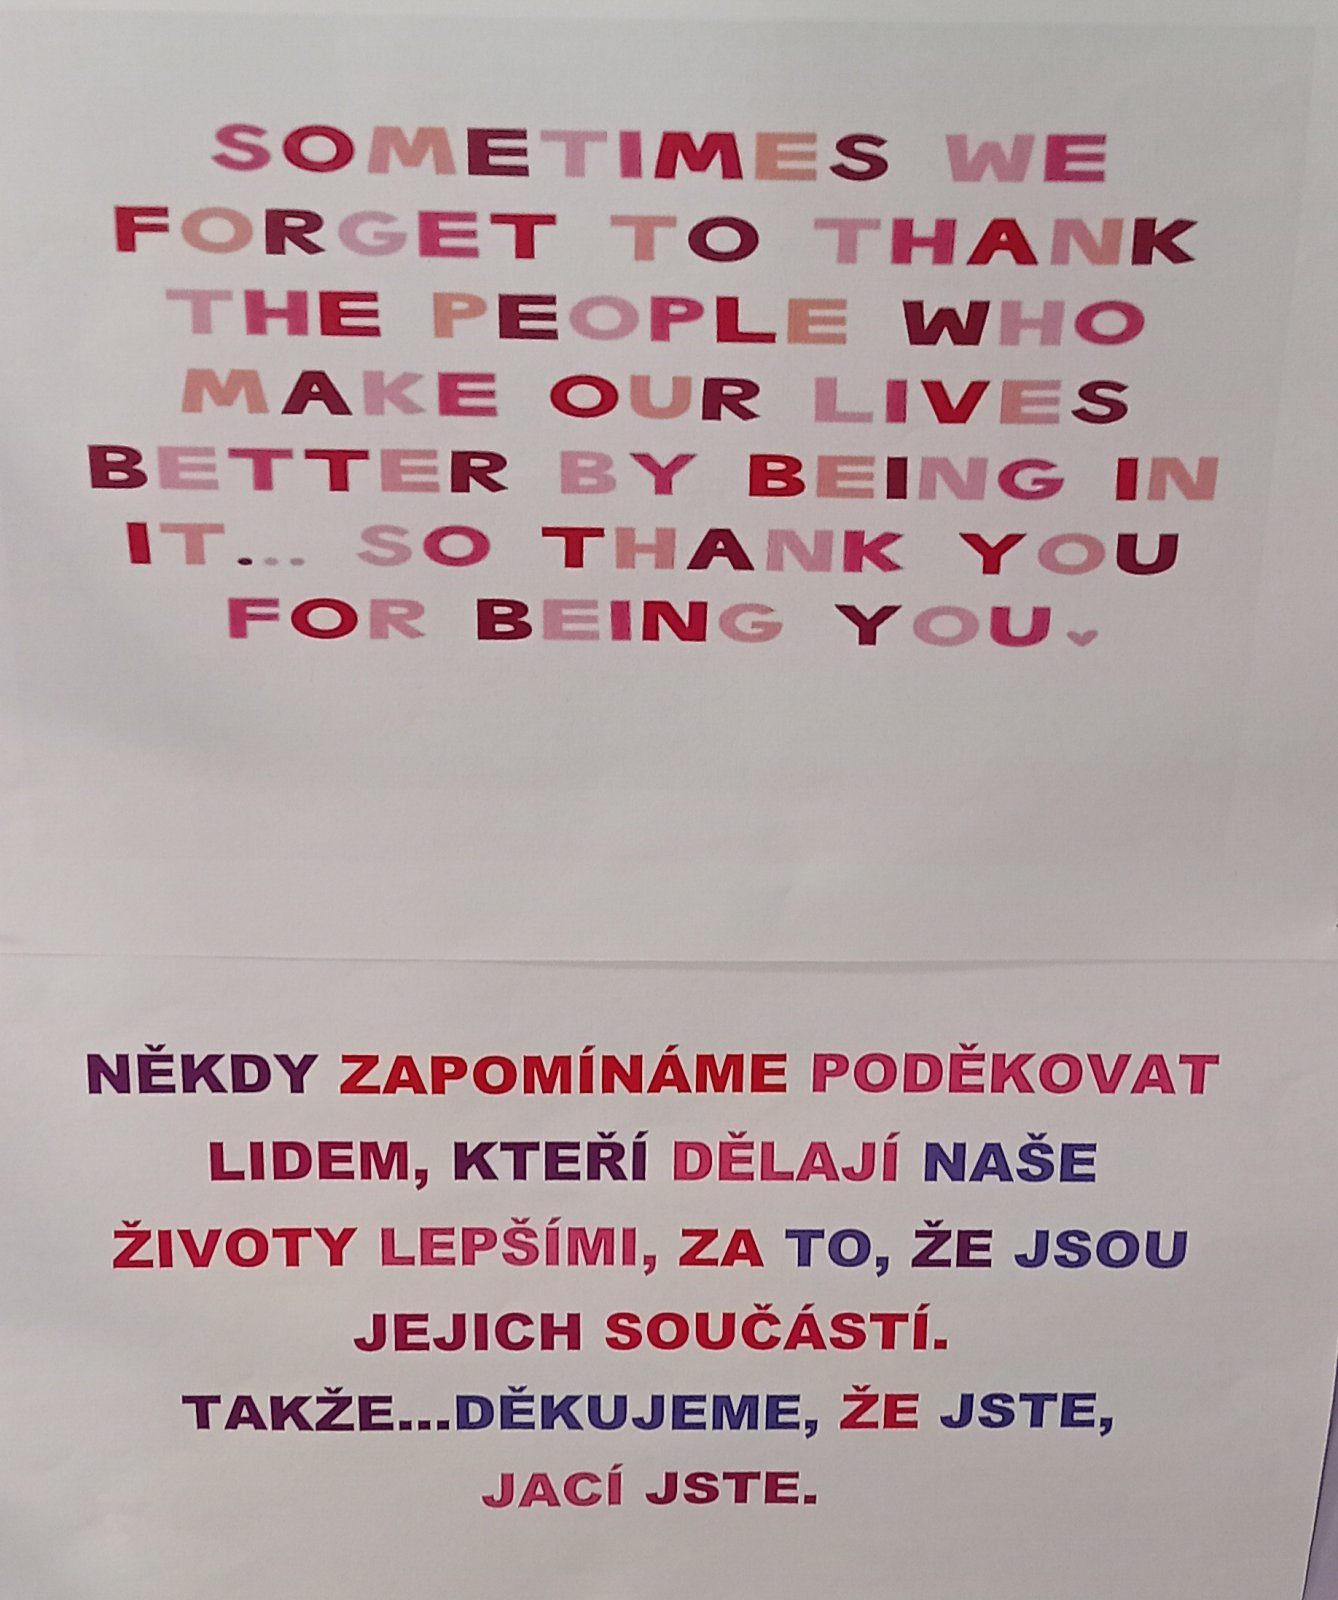 SOMETIMES WE
FORGET TO THANK
THE PEOPLE WHO
MAKE OUR LIVES
BETTER BY BEING IN
IT... SO THANK YOU
FOR BEING YOU
NĚKDY ZAPOMÍNÁME PODĚKOVAT
LIDEM, KTEŘÍ DĚLAJÍ NAŠE
ŽIVOTY LEPŠÍMI, ZA TO, ŽE JSOU
JEJICH SOUČÁSTÍ.
TAKŽE...DĚKUJEME, ŽE JSTE,
JACÍ JSTE.